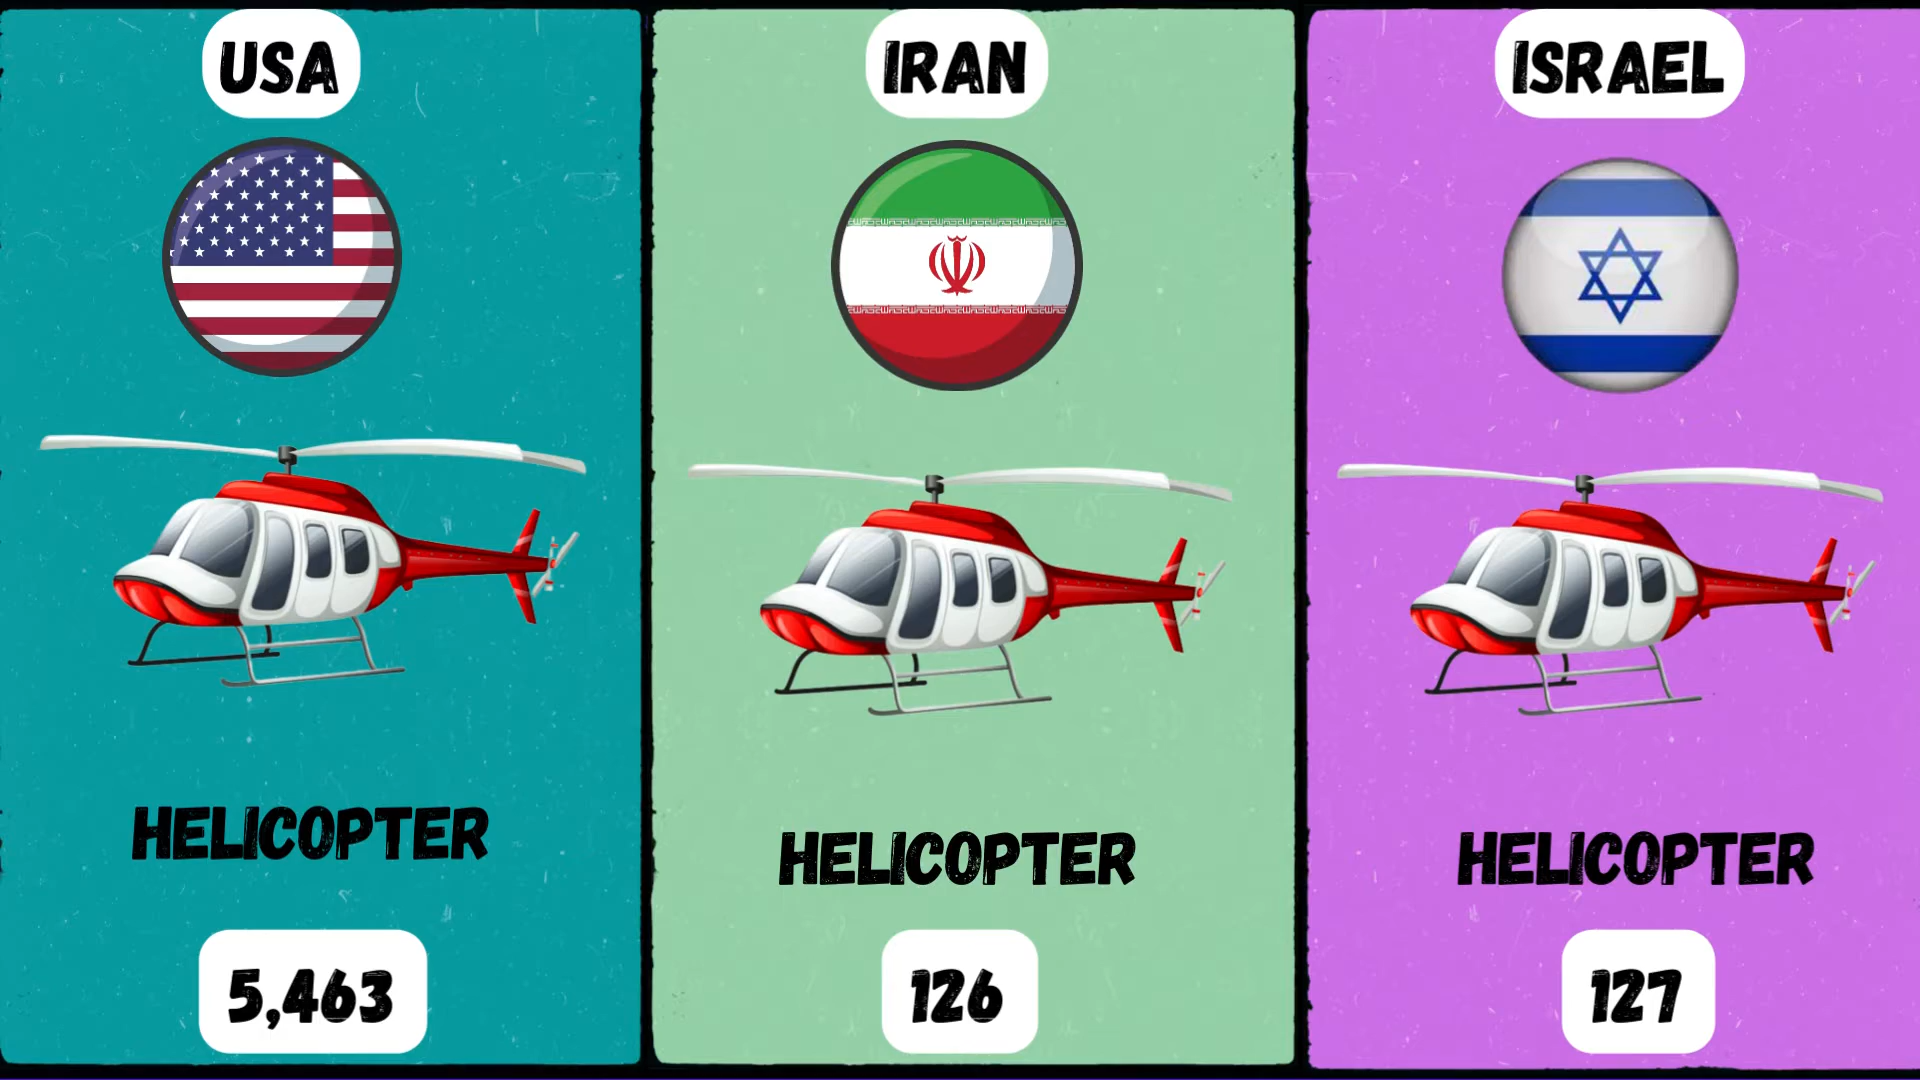 USA
IRAN
ISRAEL
HELICOPTER
HELICOPTER
HELICOPTER
5,463
126
127